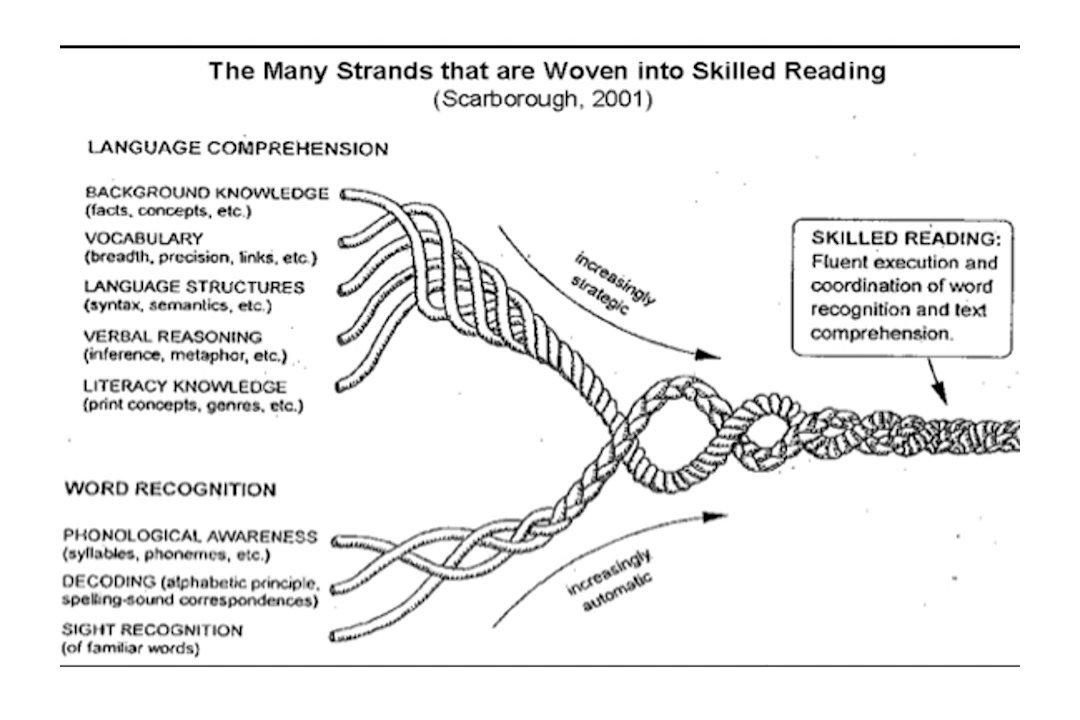 The Many Strands that are Woven into Skilled Reading
(Scarborough, 2001)
LANGUAGE COMPREHENSION
BACKGROUND KNOWLEDGE
(facts, concepts, etc.)
VOCABULARY
(breadth, precision, links, etc.)
LANGUAGE STRUCTURES
(syntax, semantics, etc.)
VERBAL REASONING
(inference, metaphor, etc.)
LITERACY KNOWLEDGE
(print concepts, genres, etc.)
increasingly
strategic
SKILLED READING:
Fluent execution and
coordination of word
recognition and text
comprehension.
WORD RECOGNITION
PHONOLOGICAL AWARENESS
(syllables, phonemes, etc.)
DECODING (alphabetic principle,
spelling-sound correspondences)
SIGHT RECOGNITION
(of familiar words)
increasingly
automatic